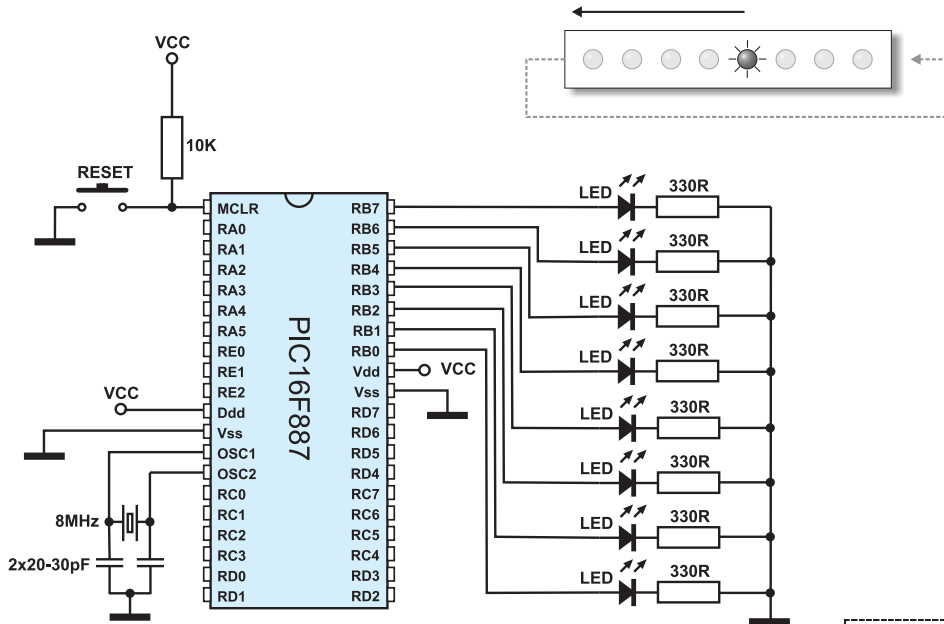 VCC
10K
RESET
MCLR
RA0
RA1
RA2
RA3
RA4
RA5
RE0
RE1
RE2
Ddd
Vss
OSC1
OSC2
RC0
RC1
RC2
RC3
RD0
RD1
PIC16F887
RB7
RB6
RB5
RB4
RB3
RB2
RB1
RB0
Vdd
Vss
RD7
RD6
RD5
RD4
RC7
RC6
RC5
RC4
RD3
RD2
VCC
VCC
8MHz
2x20-30pF
LED 330R
LED 330R
LED 330R
LED 330R
LED 330R
LED 330R
LED 330R
LED 330R